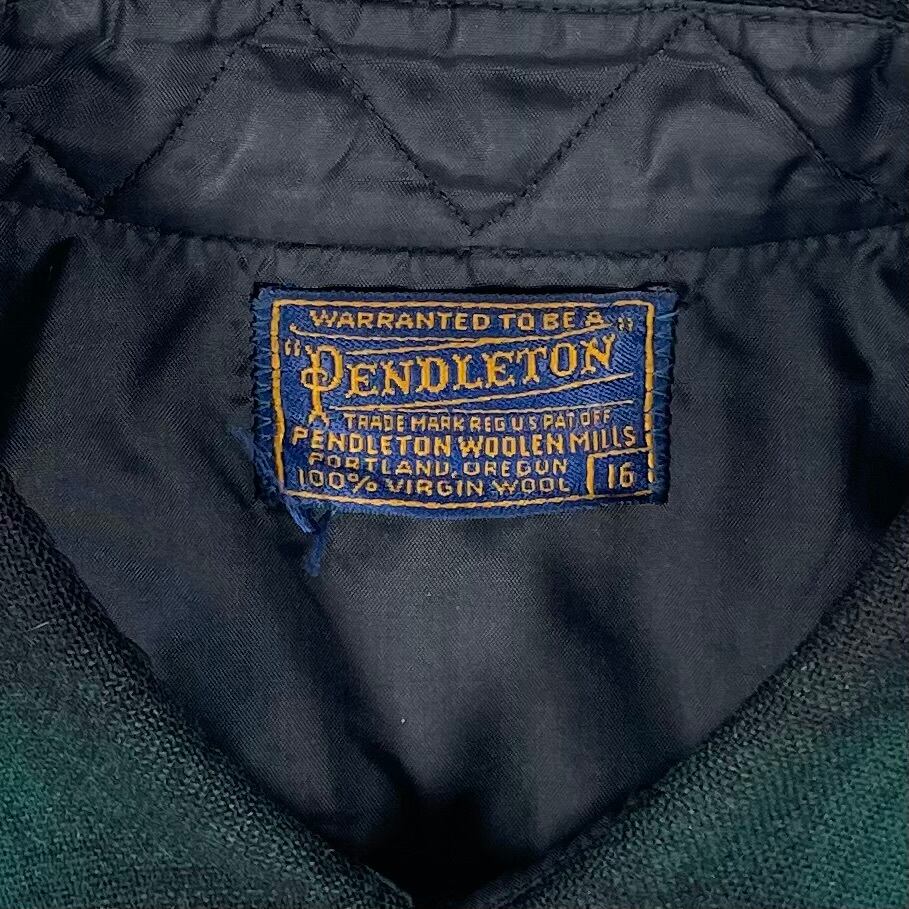 WARRANTED TO BE A
"PENDLETON"
TRADE MARK REG U S PAT OFF
PENDLETON WOOLEN MILLS
PORTLAND, OREGON
100% VIRGIN WOOL
16